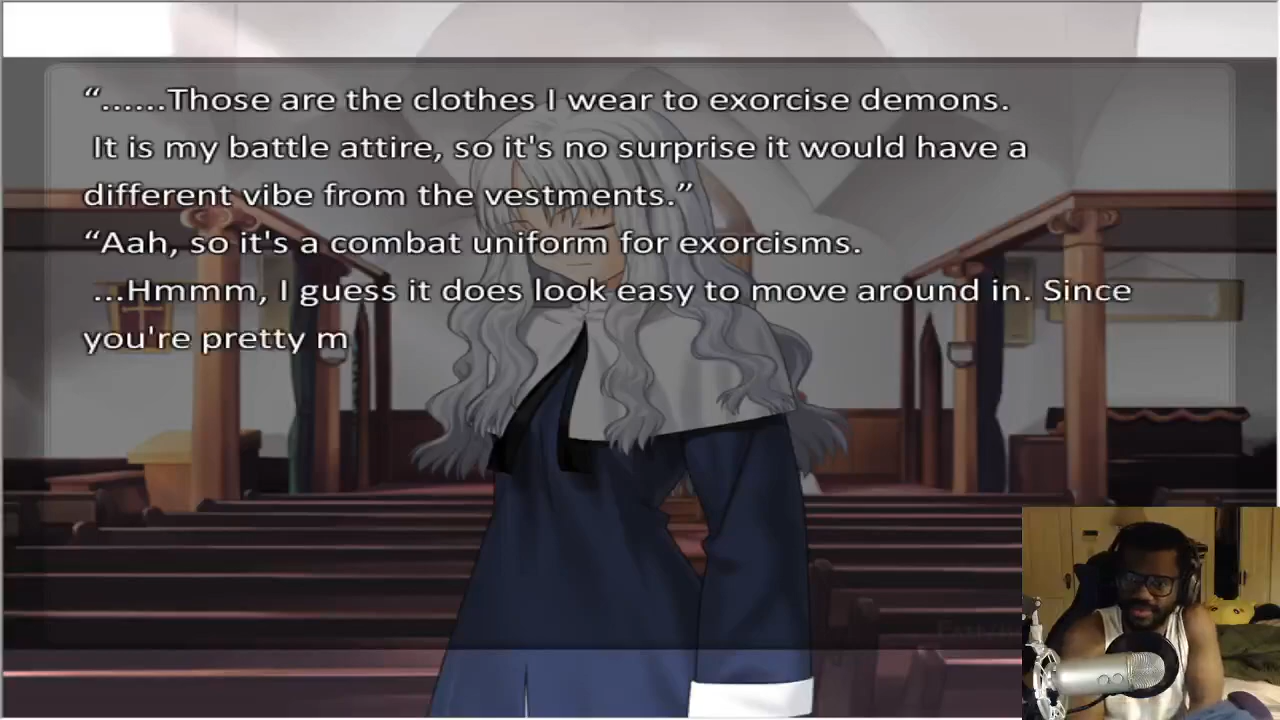 “......Those are the clothes I wear to exorcise demons.
It is my battle attire, so it's no surprise it would have a
different vibe from the vestments.”
“Aah, so it's a combat uniform for exorcisms.
...Hmmm, I guess it does look easy to move around in. Since
you're pretty m